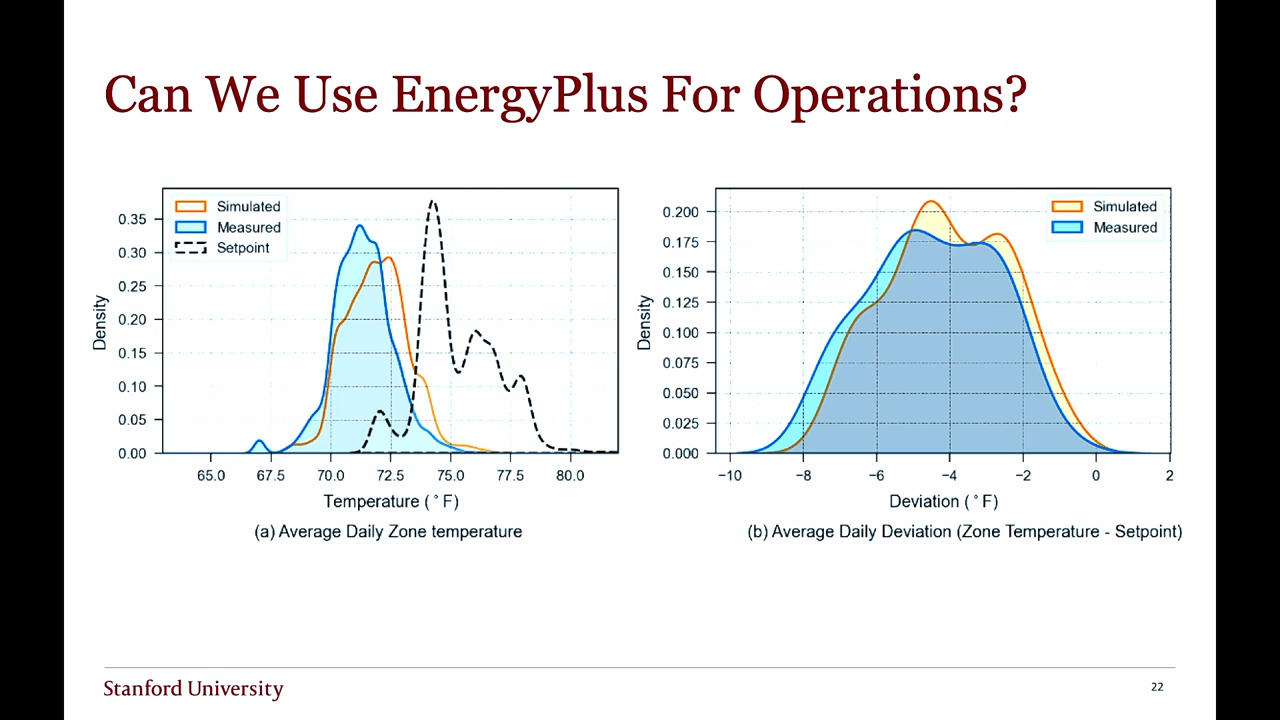 Can We Use EnergyPlus For Operations?
Simulated
Measured
Setpoint
0.35
0.30
0.25
0.20
0.15
0.10
0.05
0.00
Density
65.0 67.5 70.0 72.5 75.0 77.5 80.0
Temperature (°F)
(a) Average Daily Zone temperature
Simulated
Measured
0.200
0.175
0.150
0.125
0.100
0.075
0.050
0.025
0.000
Density
−10 −8 −6 −4 −2 0 2
Deviation (°F)
(b) Average Daily Deviation (Zone Temperature - Setpoint)
Stanford University
22